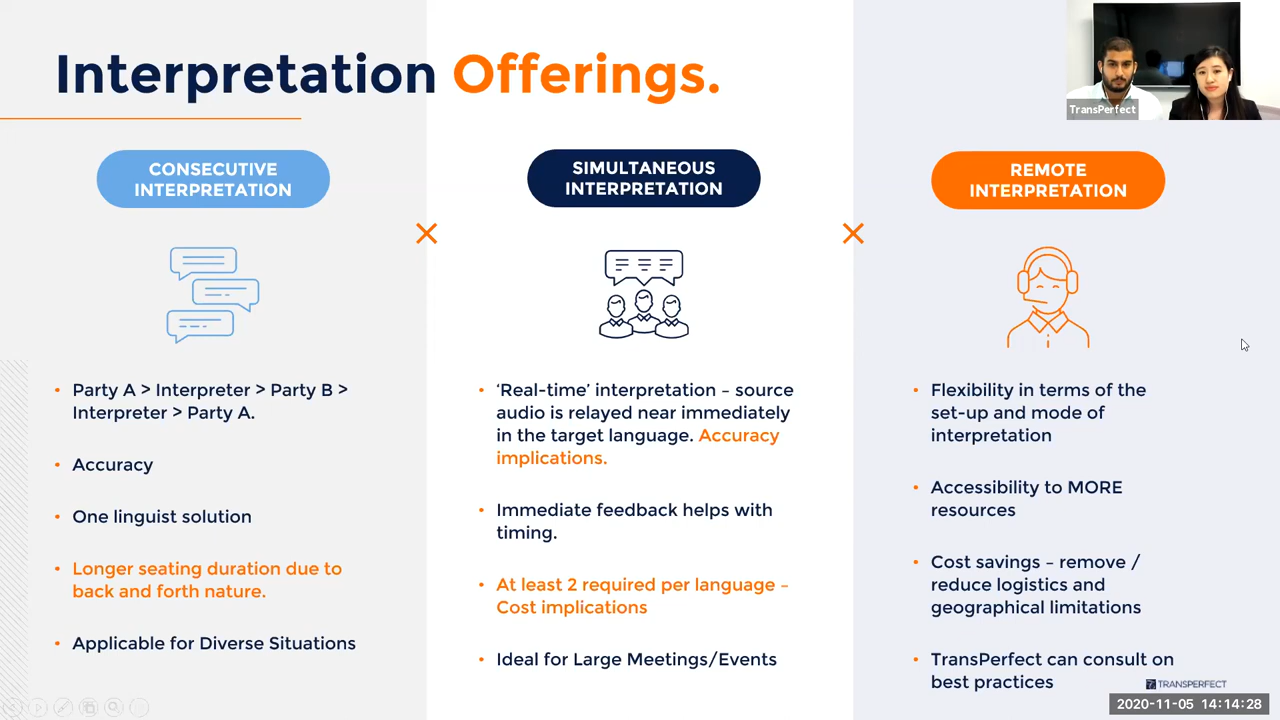 Interpretation Offerings.
TransPerfect
CONSECUTIVE
INTERPRETATION
• Party A > Interpreter > Party B >
Interpreter > Party A.
• Accuracy
• One linguist solution
• Longer seating duration due to
back and forth nature.
• Applicable for Diverse Situations
SIMULTANEOUS
INTERPRETATION
• ‘Real-time’ interpretation – source
audio is relayed near immediately
in the target language. Accuracy
implications.
• Immediate feedback helps with
timing.
• At least 2 required per language –
Cost implications
• Ideal for Large Meetings/Events
REMOTE
INTERPRETATION
• Flexibility in terms of the
set-up and mode of
interpretation
• Accessibility to MORE
resources
• Cost savings – remove /
reduce logistics and
geographical limitations
• TransPerfect can consult on
best practices
TRANSPERFECT
2020-11-05 14:14:28